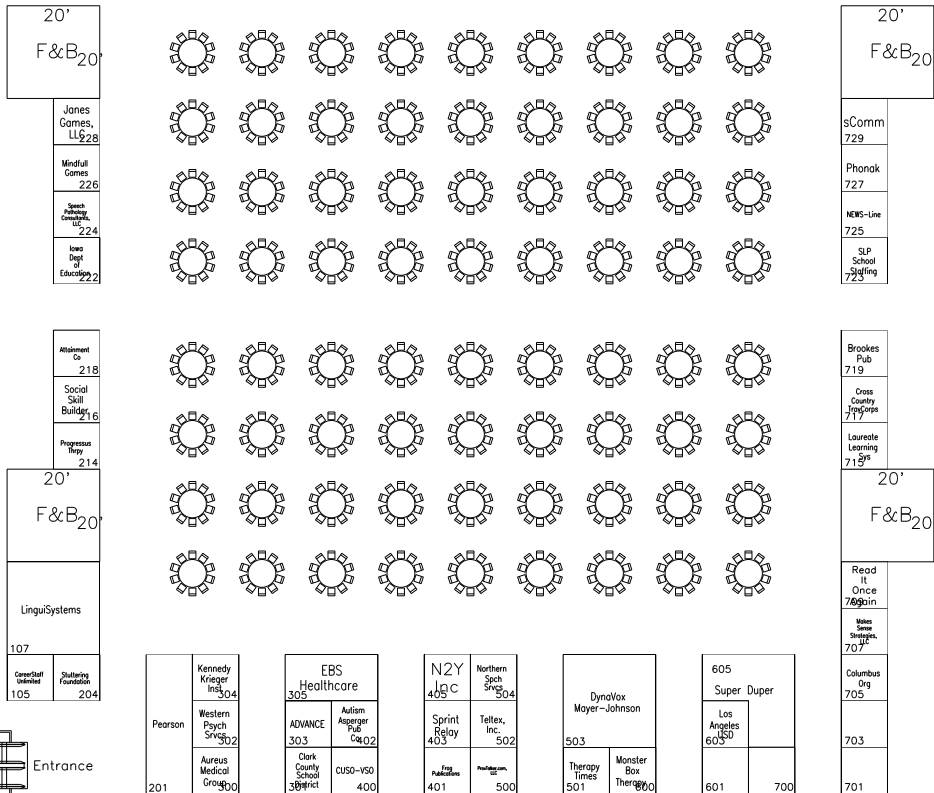 20'
F&B 20'
Janes
Games,
LLC
228
Mindfull
Games
226
Speech
Pathology
Consultants,
LLC
224
Iowa
Dept
of
Education
222
Attainment
Co
218
Social
Skill
Builder
216
Progressus
Thrpy
214
20'
F&B 20'
LinguiSystems
107
CareerStaff
Unlimited
105
Stuttering
Foundation
204
Entrance
Pearson
201
Kennedy
Krieger
Inst
304
Western
Psych
Srvcs
302
Aureus
Medical
Group
300
EBS
Healthcare
305
ADVANCE
303
Autism
Asperger
Pub
Co
402
Clark
County
School
District
301
CUSO-VSO
400
N2Y
Inc
405
Northern
Spch
Srvcs
504
Sprint
Relay
403
Teltex,
Inc.
502
Frog
Publications
401
ProxTalker.com,
LLC
500
DynaVox
Mayer-Johnson
503
Therapy
Times
501
Monster
Box
Therapy
600
605
Super Duper
Los
Angeles
USD
603
601
700
20'
F&B 20
sComm
729
Phonak
727
NEWS-Line
725
SLP
School
Staffing
723
Brookes
Pub
719
Cross
Country
TravCorps
717
Laureate
Learning
Sys
715
20'
F&B 20
Read
It
Once
Again
709
Makes
Sense
Strategies,
LLC
707
Columbus
Org
705
703
701